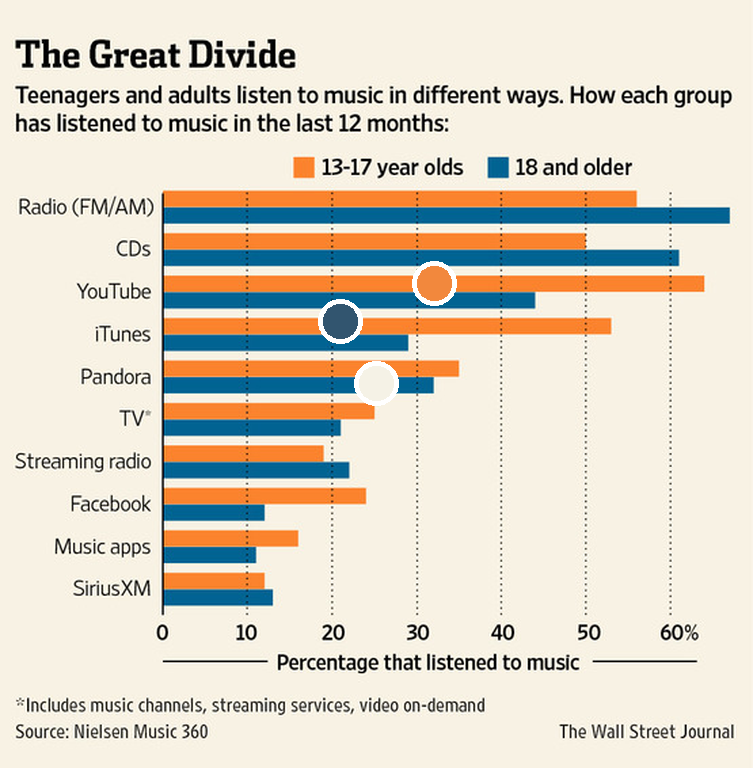 The Great Divide
Teenagers and adults listen to music in different ways. How each group
has listened to music in the last 12 months:
13-17 year olds 18 and older
Radio (FM/AM)
CDs
YouTube
iTunes
Pandora
TV*
Streaming radio
Facebook
Music apps
SiriusXM
0 10 20 30 40 50 60%
Percentage that listened to music
*Includes music channels, streaming services, video on-demand
Source: Nielsen Music 360 The Wall Street Journal